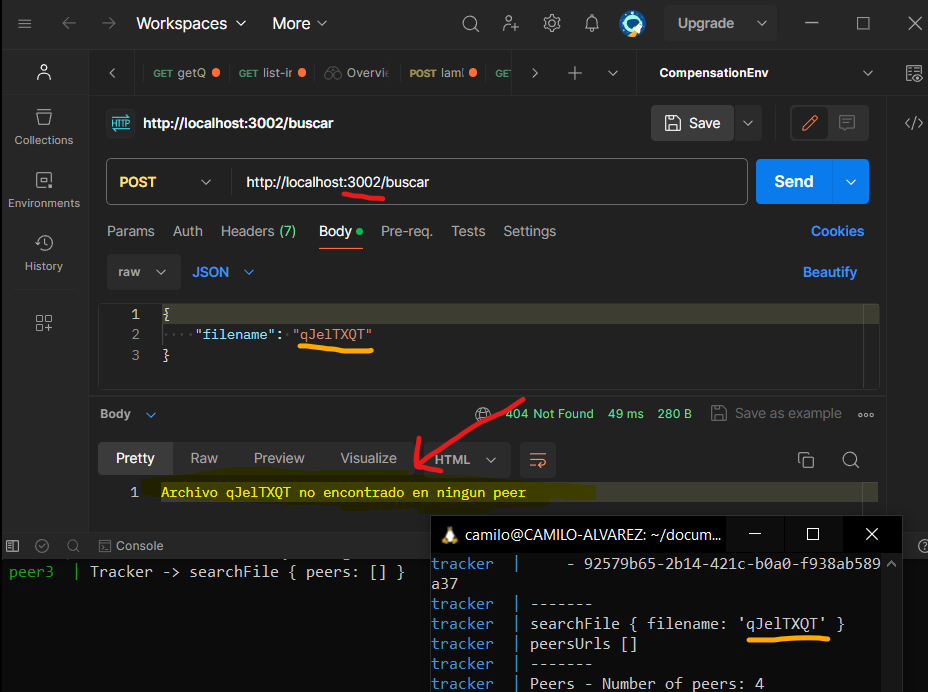 Workspaces More Upgrade
GET getQ GET list-ir Overvie POST laml GET CompensationEnv
HTTP http://localhost:3002/buscar Save
Collections
POST http://localhost:3002/buscar Send
Environments
Params Auth Headers (7) Body Pre-req. Tests Settings Cookies
History
raw JSON Beautify
1 {
2 ···· "filename": "qJelTXQT"
3 }
Body 404 Not Found 49 ms 280 B Save as example
Pretty Raw Preview Visualize HTML
1 Archivo qJelTXQT no encontrado en ningun peer
Console
camilo@CAMILO-ALVAREZ: ~/docum...
peer3 | Tracker -> searchFile { peers: [] }
tracker | - 92579b65-2b14-421c-b0a0-f938ab589
a37
tracker | -------
tracker | searchFile { filename: 'qJelTXQT' }
tracker | peersUrls []
tracker | -------
tracker | Peers - Number of peers: 4